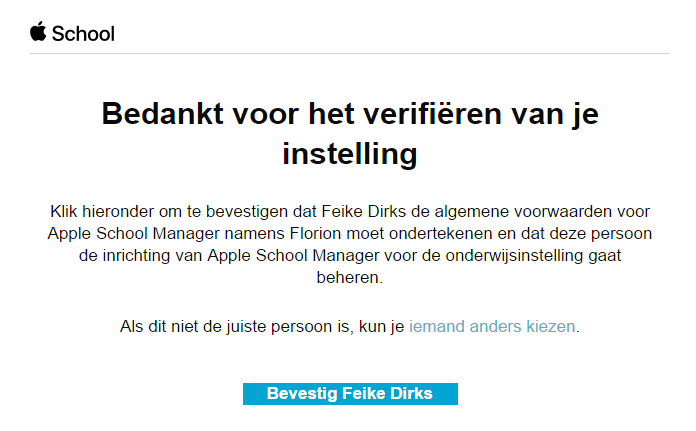 School
Bedankt voor het verifiëren van je
instelling
Klik hieronder om te bevestigen dat Feike Dirks de algemene voorwaarden voor
Apple School Manager namens Florion moet ondertekenen en dat deze persoon
de inrichting van Apple School Manager voor de onderwijsinstelling gaat
beheren.
Als dit niet de juiste persoon is, kun je iemand anders kiezen.
Bevestig Feike Dirks